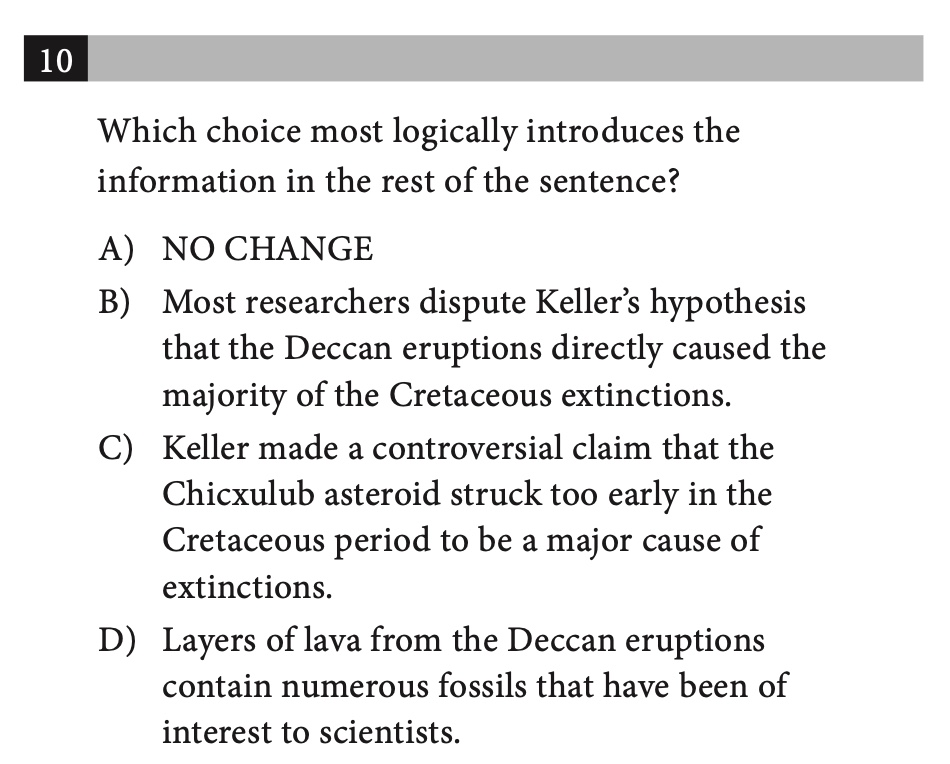 10
Which choice most logically introduces the
information in the rest of the sentence?
A) NO CHANGE
B) Most researchers dispute Keller’s hypothesis
that the Deccan eruptions directly caused the
majority of the Cretaceous extinctions.
C) Keller made a controversial claim that the
Chicxulub asteroid struck too early in the
Cretaceous period to be a major cause of
extinctions.
D) Layers of lava from the Deccan eruptions
contain numerous fossils that have been of
interest to scientists.